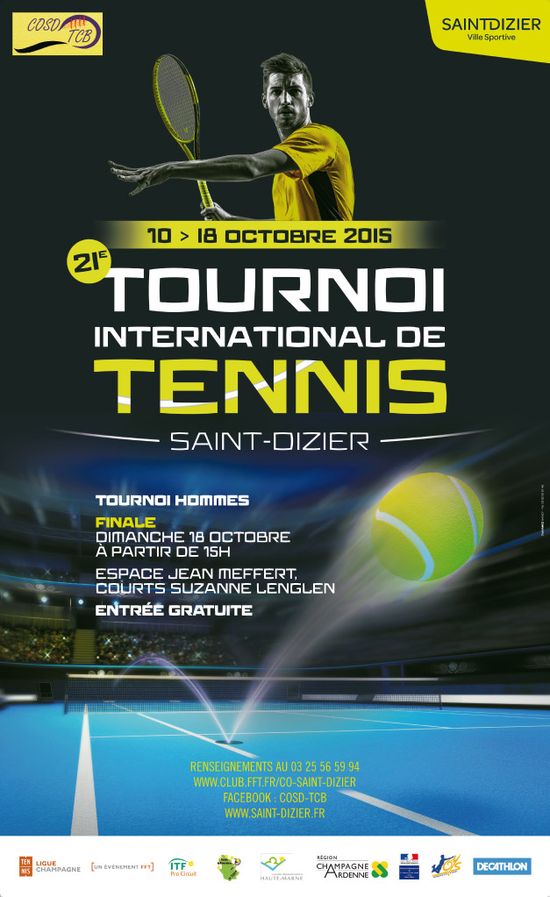 COSD
TCB
SAINTDIZIER
Ville Sportive
10 > 18 OCTOBRE 2015
21E
TOURNOI
INTERNATIONAL DE
TENNIS
SAINT-DIZIER
TOURNOI HOMMES
FINALE
DIMANCHE 18 OCTOBRE
À PARTIR DE 15H
ESPACE JEAN MEFFERT,
COURTS SUZANNE LENGLEN
ENTRÉE GRATUITE
RENSEIGNEMENTS AU 03 25 56 59 94
WWW.CLUB.FFT.FR/CO-SAINT-DIZIER
FACEBOOK : COSD-TCB
WWW.SAINT-DIZIER.FR
TEN
NIS
LIGUE
CHAMPAGNE
[UN ÉVÉNEMENT FFT]
ITF
Pro Circuit
HAUTE-MARNE
RÉGION
CHAMPAGNE
ARDENNE
DECATHLON